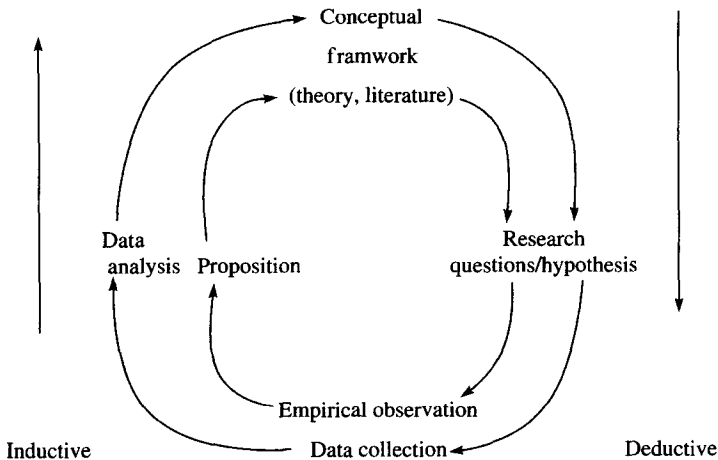 Conceptual
framwork
(theory, literature)
Data
analysis
Proposition
Research
questions/hypothesis
Empirical observation
Data collection
Inductive
Deductive